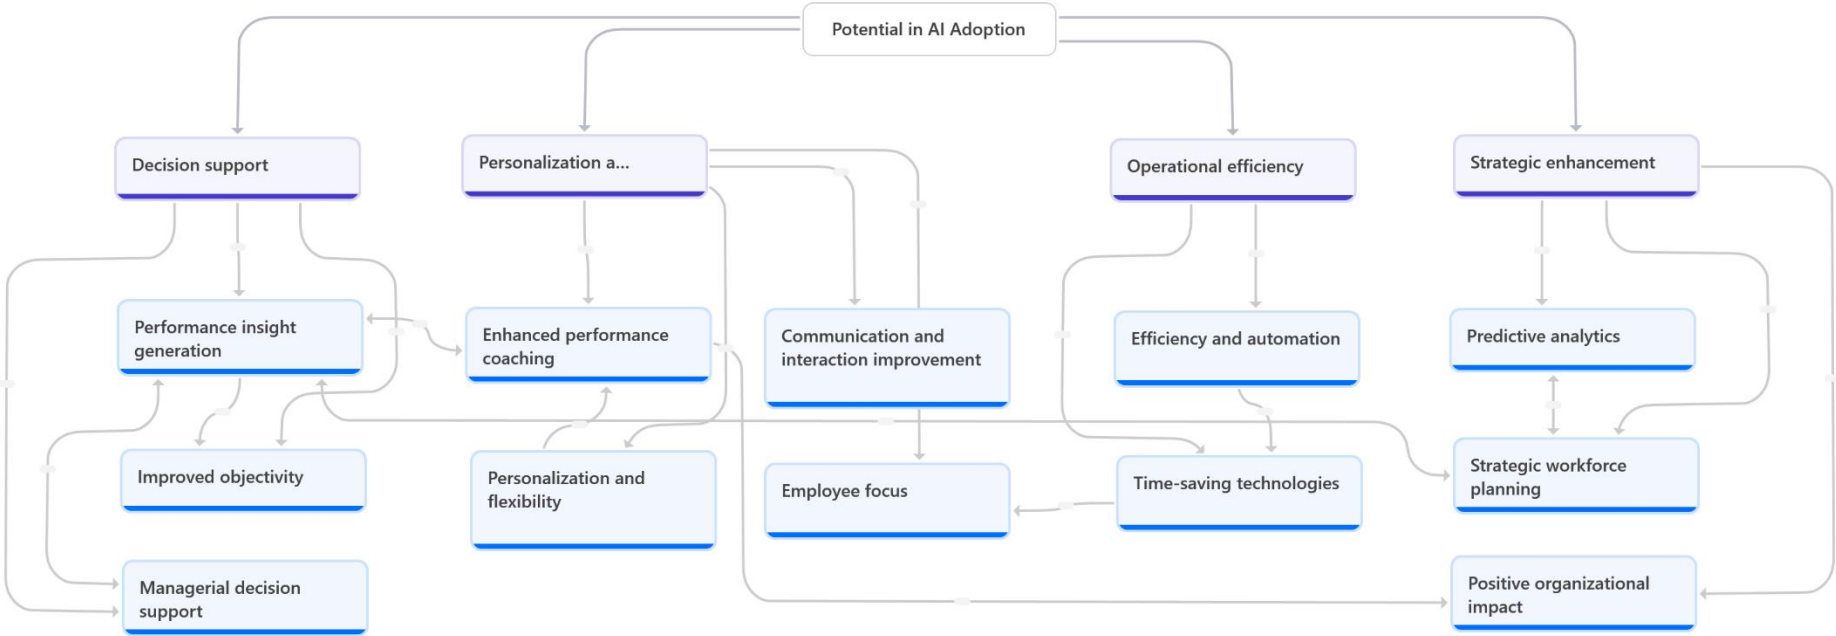 Potential in AI Adoption
Decision support
Personalization a...
Operational efficiency
Strategic enhancement
Performance insight
generation
Enhanced performance
coaching
Communication and
interaction improvement
Efficiency and automation
Predictive analytics
Improved objectivity
Personalization and
flexibility
Employee focus
Time-saving technologies
Strategic workforce
planning
Managerial decision
support
Positive organizational
impact